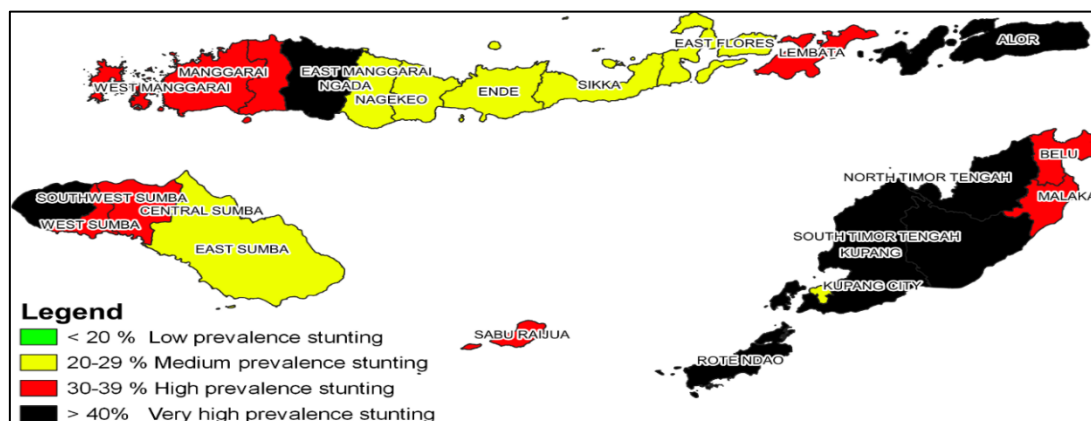 EAST FLORES
ALOR
LEMBATA
MANGGARAI
EAST MANGGARAI
WEST MANGGARAI
NGADA
SIKKA
ENDE
NAGEKEO
BELU
NORTH TIMOR TENGAH
MALAKA
SOUTHWEST SUMBA
CENTRAL SUMBA
WEST SUMBA
EAST SUMBA
SOUTH TIMOR TENGAH
KUPANG
KUPANG CITY
SABU RAIJUA
ROTE NDAO
Legend
< 20 % Low prevalence stunting
20-29 % Medium prevalence stunting
30-39 % High prevalence stunting
> 40% Very high prevalence stunting